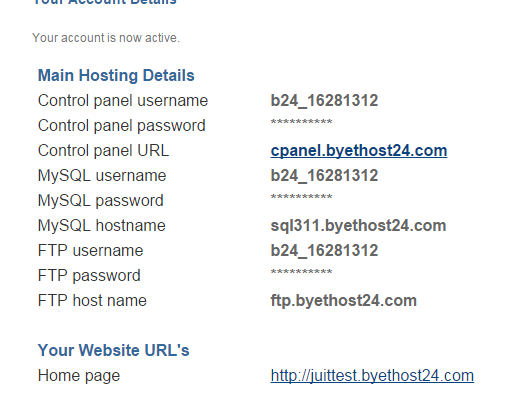 Your Account Details
Your account is now active.
Main Hosting Details
Control panel username b24_16281312
Control panel password **********
Control panel URL cpanel.byethost24.com
MySQL username b24_16281312
MySQL password **********
MySQL hostname sql311.byethost24.com
FTP username b24_16281312
FTP password **********
FTP host name ftp.byethost24.com
Your Website URL's
Home page http://juittest.byethost24.com